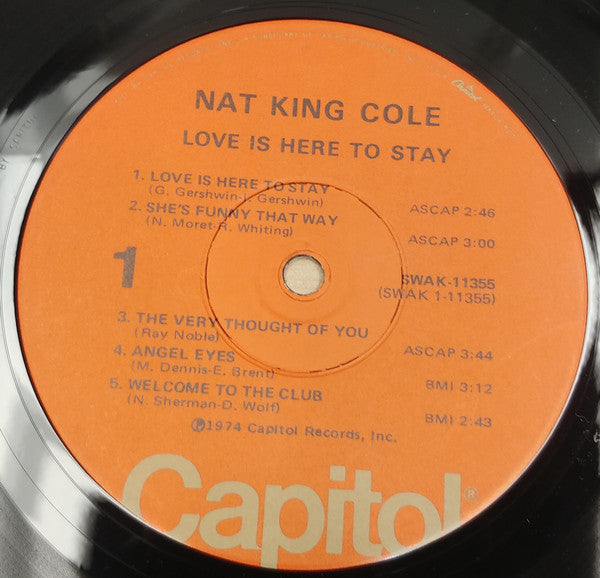 NAT KING COLE
LOVE IS HERE TO STAY
1. LOVE IS HERE TO STAY
(G. Gershwin-I. Gershwin) ASCAP 2:46
2. SHE'S FUNNY THAT WAY
(N. Moret-R. Whiting) ASCAP 3:00
1
SWAK-11355
(SWAK 1-11355)
3. THE VERY THOUGHT OF YOU
(Ray Noble) ASCAP 3:44
4. ANGEL EYES
(M. Dennis-E. Brent) BMI 3:12
5. WELCOME TO THE CLUB
(N. Sherman-D. Wolf) BMI 2:43
℗1974 Capitol Records, Inc.
Capitol®